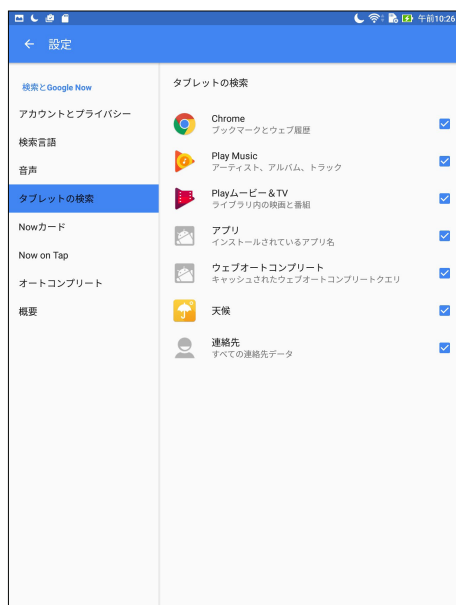 午前10:26
設定
検索とGoogle Now
アカウントとプライバシー
検索言語
音声
タブレットの検索
Nowカード
Now on Tap
オートコンプリート
概要
タブレットの検索
Chrome
ブックマークとウェブ履歴
Play Music
アーティスト、アルバム、トラック
Playムービー＆TV
ライブラリ内の映画と番組
アプリ
インストールされているアプリ名
ウェブオートコンプリート
キャッシュされたウェブオートコンプリートクエリ
天候
連絡先
すべての連絡先データ